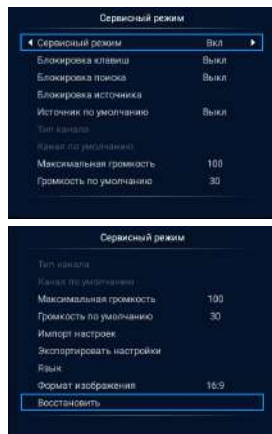 Сервисный режим
Сервисный режим Вкл
Блокировка клавиш Выкл
Блокировка поиска Выкл
Блокировка источника
Источник по умолчанию Выкл
Тип канала
Канал по умолчанию
Максимальная громкость 100
Громкость по умолчанию 30
Сервисный режим
Тип канала
Канал по умолчанию
Максимальная громкость 100
Громкость по умолчанию 30
Импорт настроек
Экспортировать настройки
Язык
Формат изображения 16:9
Восстановить